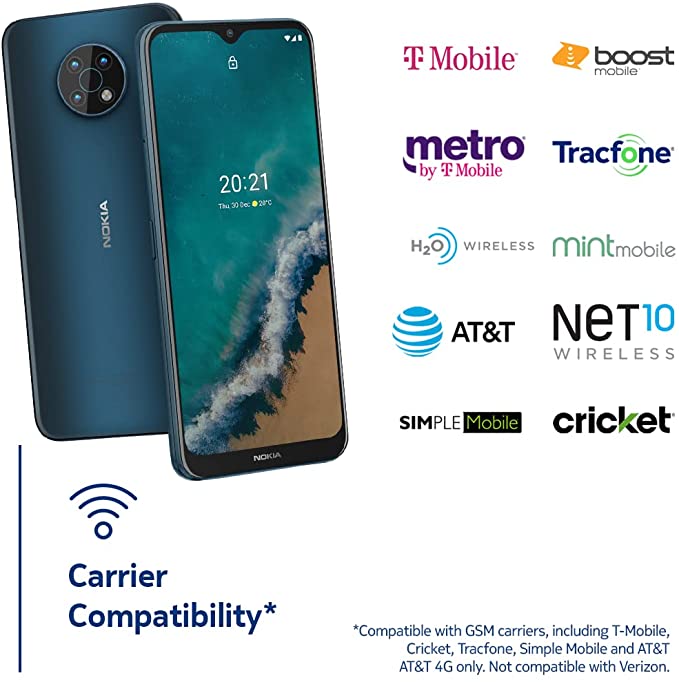 NOKIA
20:21
Thu, 30 Dec 20°C
NOKIA
T Mobile
boost
mobile
metro
by T Mobile
Tracfone
H2O WIRELESS
mintmobile
AT&T
NET10
WIRELESS
SIMPLE Mobile
cricket
Carrier
Compatibility*
*Compatible with GSM carriers, including T-Mobile,
Cricket, Tracfone, Simple Mobile and AT&T
AT&T 4G only. Not compatible with Verizon.